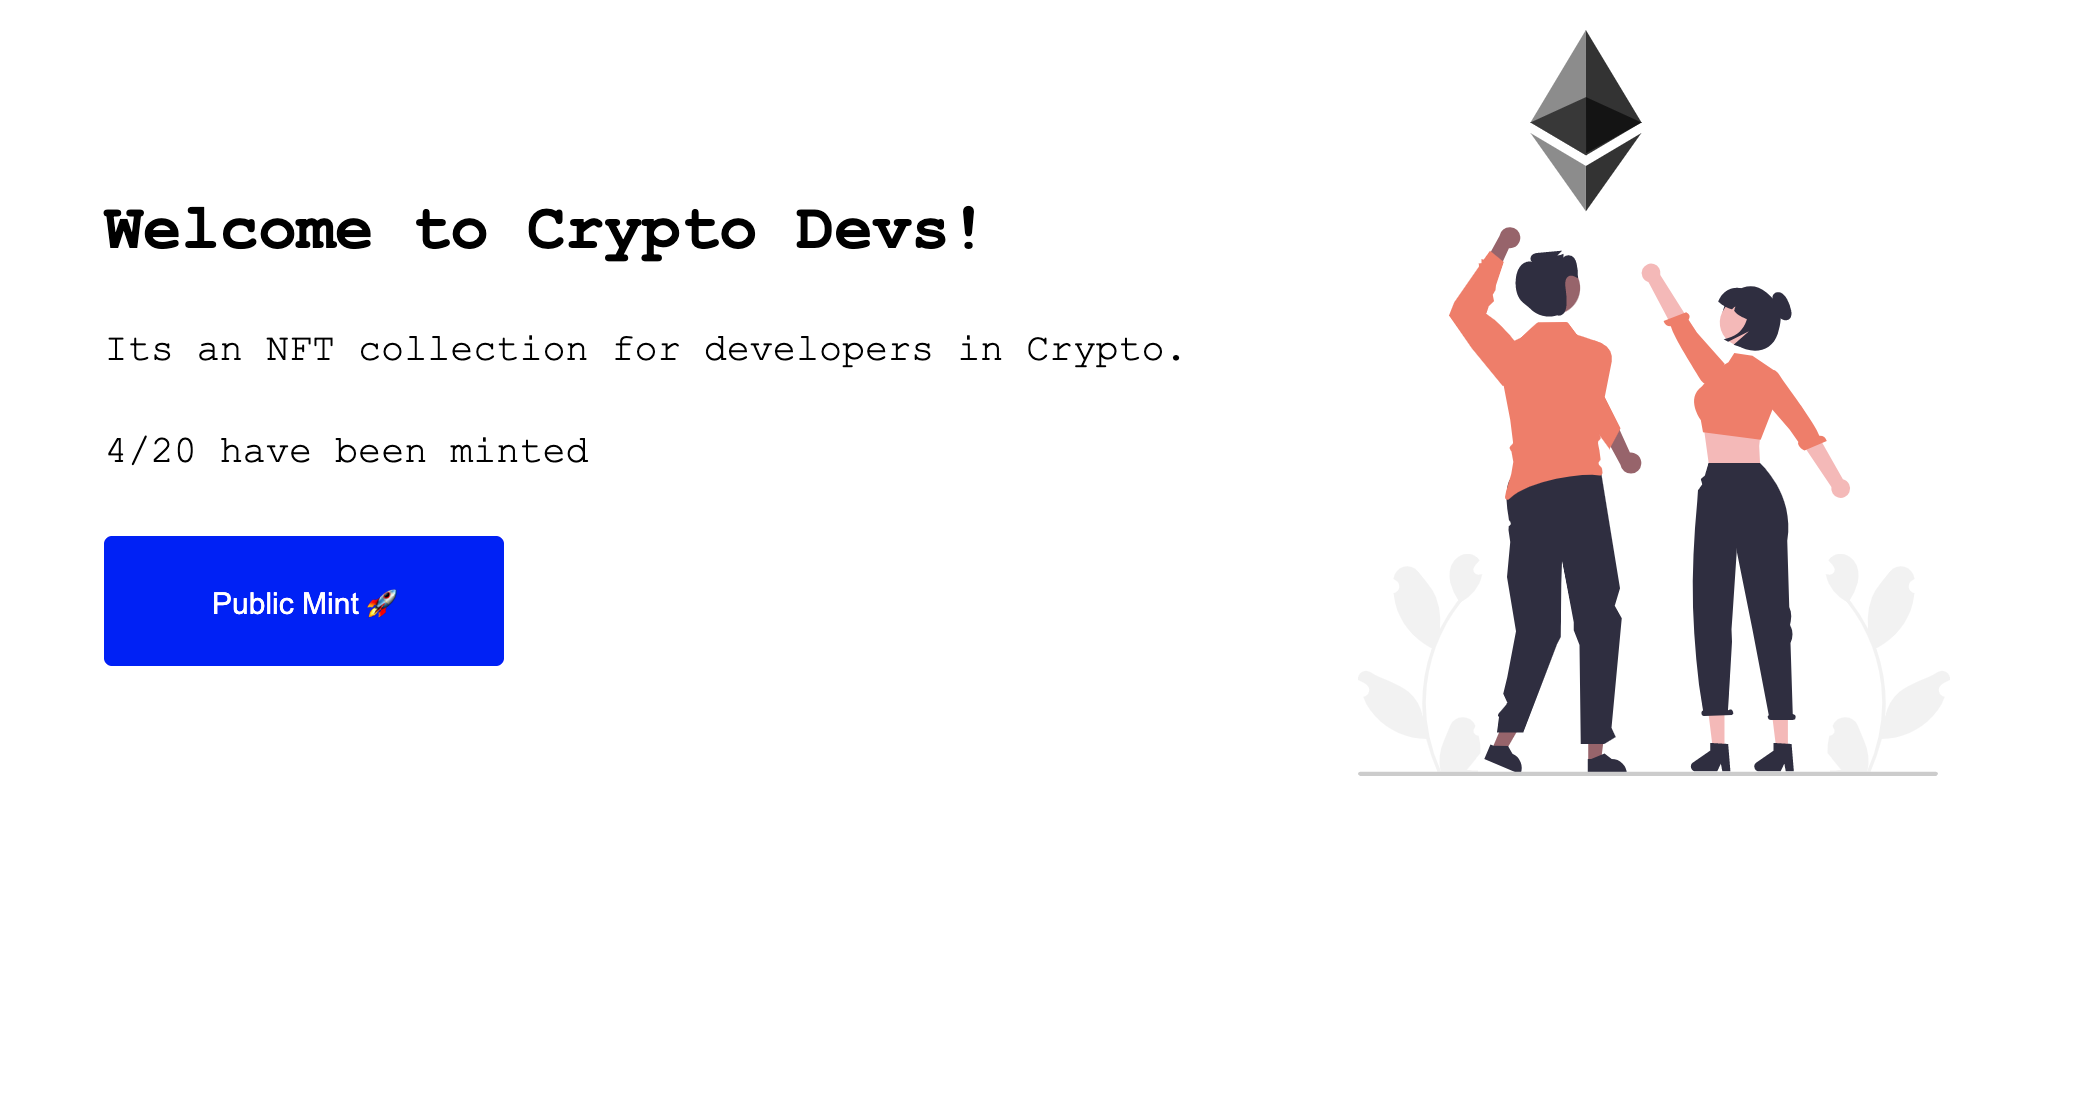 Welcome to Crypto Devs!
Its an NFT collection for developers in Crypto.
4/20 have been minted
Public Mint 🚀